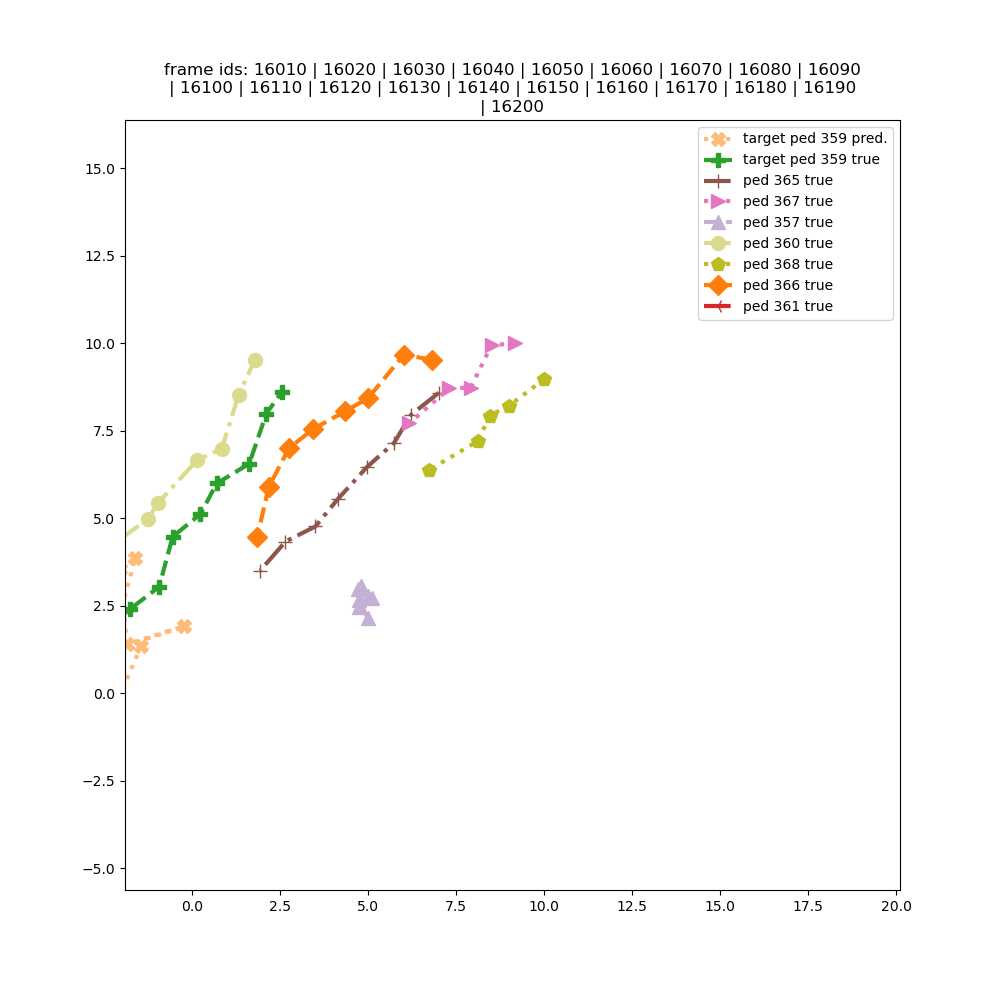 frame ids: 16010 | 16020 | 16030 | 16040 | 16050 | 16060 | 16070 | 16080 | 16090
| 16100 | 16110 | 16120 | 16130 | 16140 | 16150 | 16160 | 16170 | 16180 | 16190
| 16200
target ped 359 pred.
target ped 359 true
ped 365 true
ped 367 true
ped 357 true
ped 360 true
ped 368 true
ped 366 true
ped 361 true
15.0
12.5
10.0
7.5
5.0
2.5
0.0
−2.5
−5.0
0.0 2.5 5.0 7.5 10.0 12.5 15.0 17.5 20.0